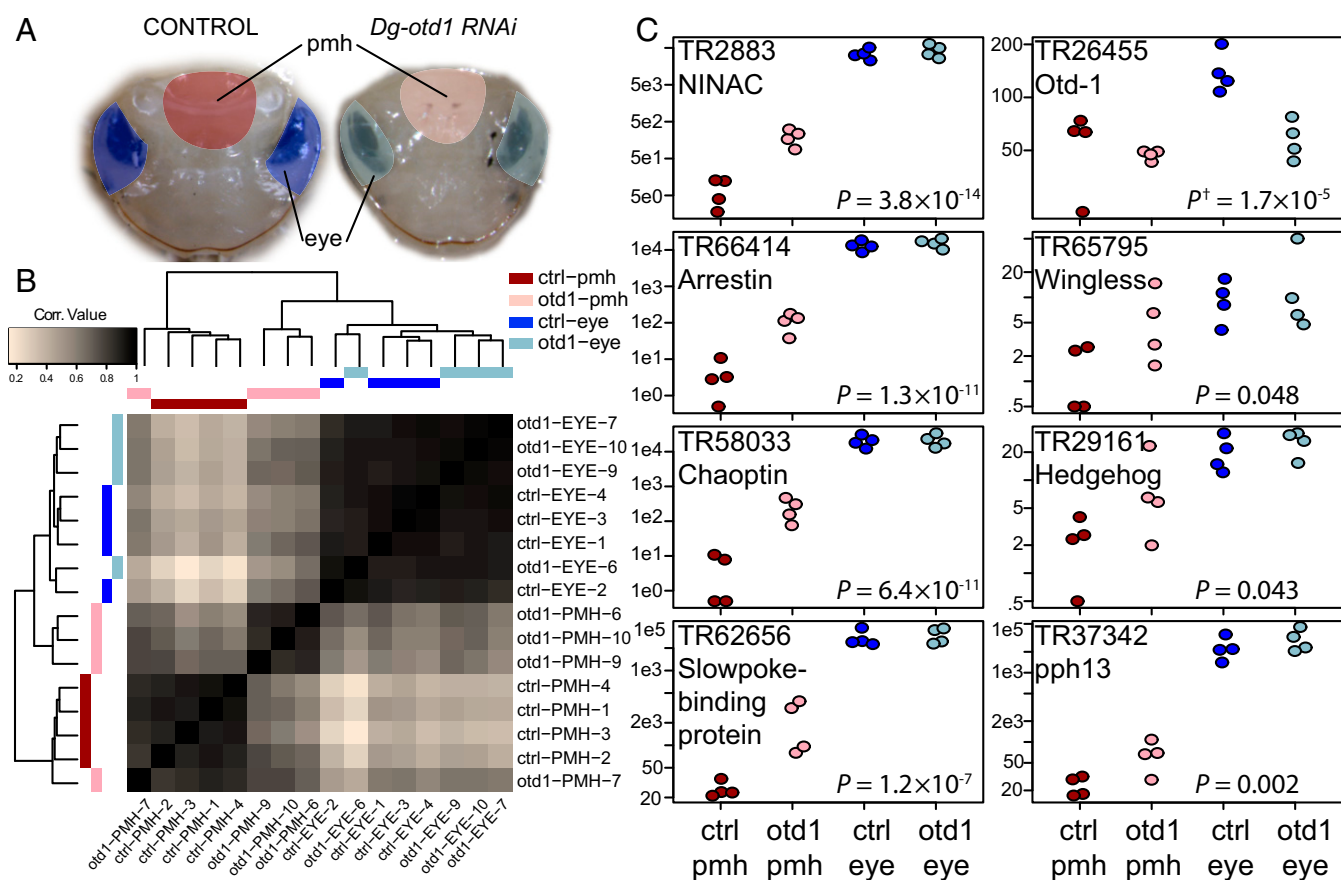 A
CONTROL
Dg-otd1 RNAi
pmh
eye
B
Corr. Value
0.2 0.4 0.6 0.8 1
ctrl−pmh
otd1−pmh
ctrl−eye
otd1−eye
otd1−EYE−7
otd1−EYE−10
otd1−EYE−9
ctrl−EYE−4
ctrl−EYE−3
ctrl−EYE−1
otd1−EYE−6
ctrl−EYE−2
otd1−PMH−6
otd1−PMH−10
otd1−PMH−9
ctrl−PMH−4
ctrl−PMH−1
ctrl−PMH−3
ctrl−PMH−2
otd1−PMH−7
otd1−PMH−7
ctrl−PMH−2
ctrl−PMH−3
ctrl−PMH−1
ctrl−PMH−4
otd1−PMH−9
otd1−PMH−10
otd1−PMH−6
ctrl−EYE−2
otd1−EYE−6
ctrl−EYE−1
ctrl−EYE−3
ctrl−EYE−4
otd1−EYE−9
otd1−EYE−10
otd1−EYE−7
C
TR2883
NINAC
5e3
5e2
5e1
5e0
P = 3.8×10-14
TR26455
Otd-1
200
100
50
P† = 1.7×10-5
TR66414
Arrestin
1e4
1e3
1e2
1e1
1e0
P = 1.3×10-11
TR65795
Wingless
20
5
2
.5
P = 0.048
TR58033
Chaoptin
1e4
1e3
1e2
1e1
1e0
P = 6.4×10-11
TR29161
Hedgehog
20
5
2
.5
P = 0.043
TR62656
Slowpoke-
binding
protein
1e5
1e3
2e3
50
20
P = 1.2×10-7
TR37342
pph13
1e5
1e3
2e3
50
20
P = 0.002
ctrl otd1 ctrl otd1
pmh pmh eye eye
ctrl otd1 ctrl otd1
pmh pmh eye eye